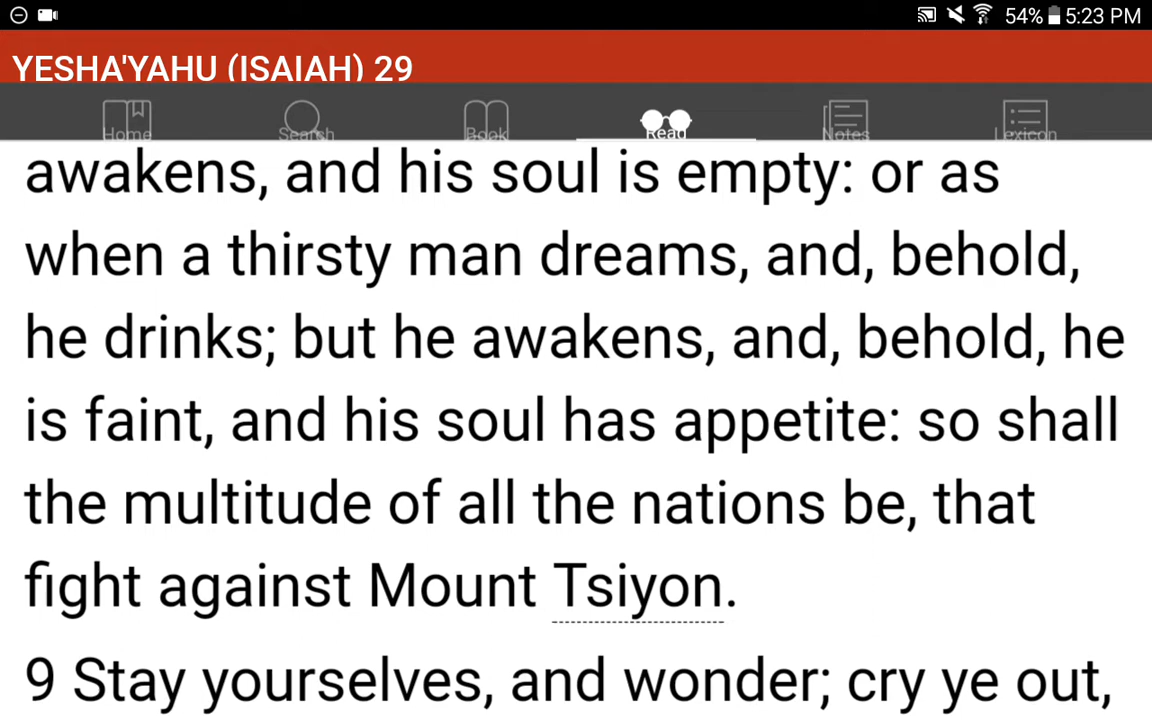 54% 5:23 PM
YESHA'YAHU (ISAIAH) 29
Home Search Book Read Notes Lexicon
awakens, and his soul is empty: or as
when a thirsty man dreams, and, behold,
he drinks; but he awakens, and, behold, he
is faint, and his soul has appetite: so shall
the multitude of all the nations be, that
fight against Mount Tsiyon.
9 Stay yourselves, and wonder; cry ye out,